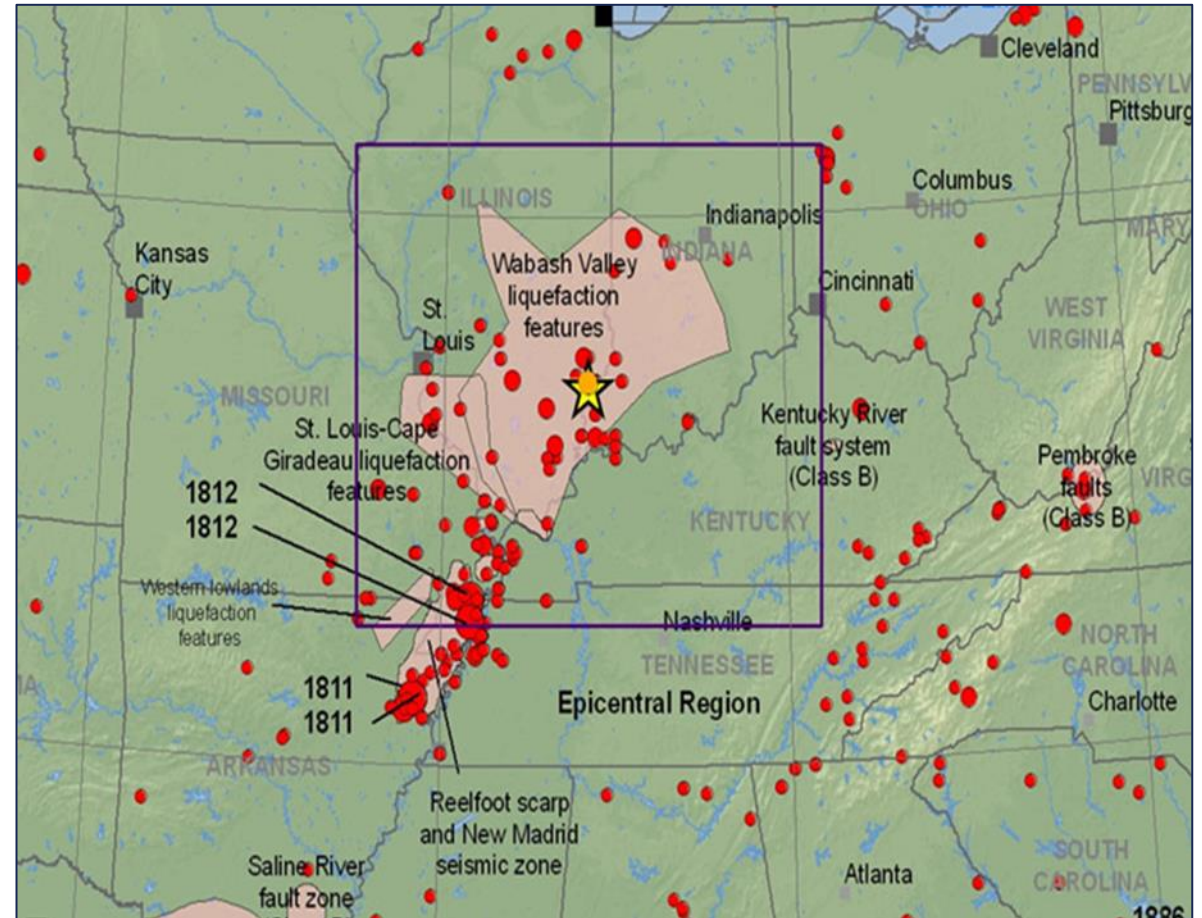 Cleveland
PENNSYLV
Pittsburg
ILLINOIS
Columbus
OHIO
Indianapolis
MARY
INDIANA
Kansas
City
Wabash Valley
liquefaction
features
Cincinnati
St.
Louis
WEST
VIRGINIA
MISSOURI
St. Louis-Cape
Giradeau liquefaction
features
Kentucky River
fault system
(Class B)
Pembroke
faults
(Class B)
VIRG
1812
1812
KENTUCKY
Western lowlands
liquefaction
features
Nashville
TENNESSEE
NORTH
CAROLINA
1811
1811
Epicentral Region
Charlotte
ARKANSAS
Reelfoot scarp
and New Madrid
seismic zone
Saline River
fault zone
Atlanta
SOUTH
CAROLINA
1886